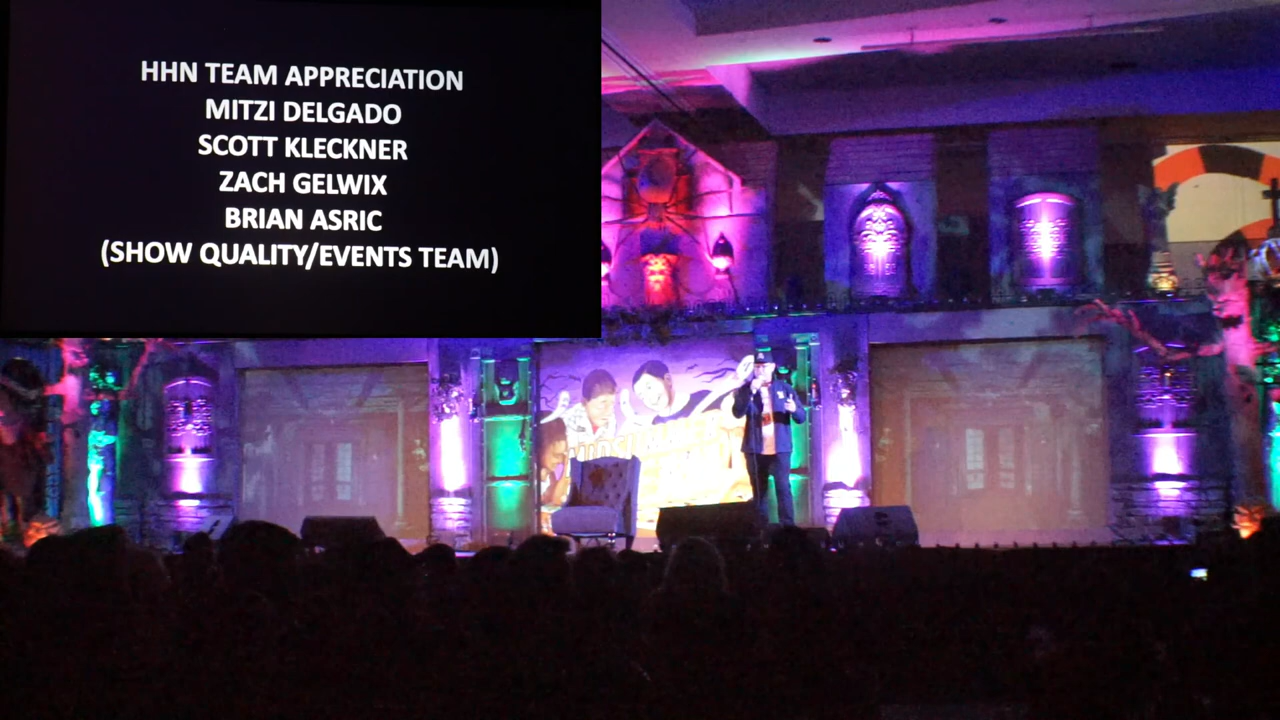 HHN TEAM APPRECIATION
MITZI DELGADO
SCOTT KLECKNER
ZACH GELWIX
BRIAN ASRIC
(SHOW QUALITY/EVENTS TEAM)